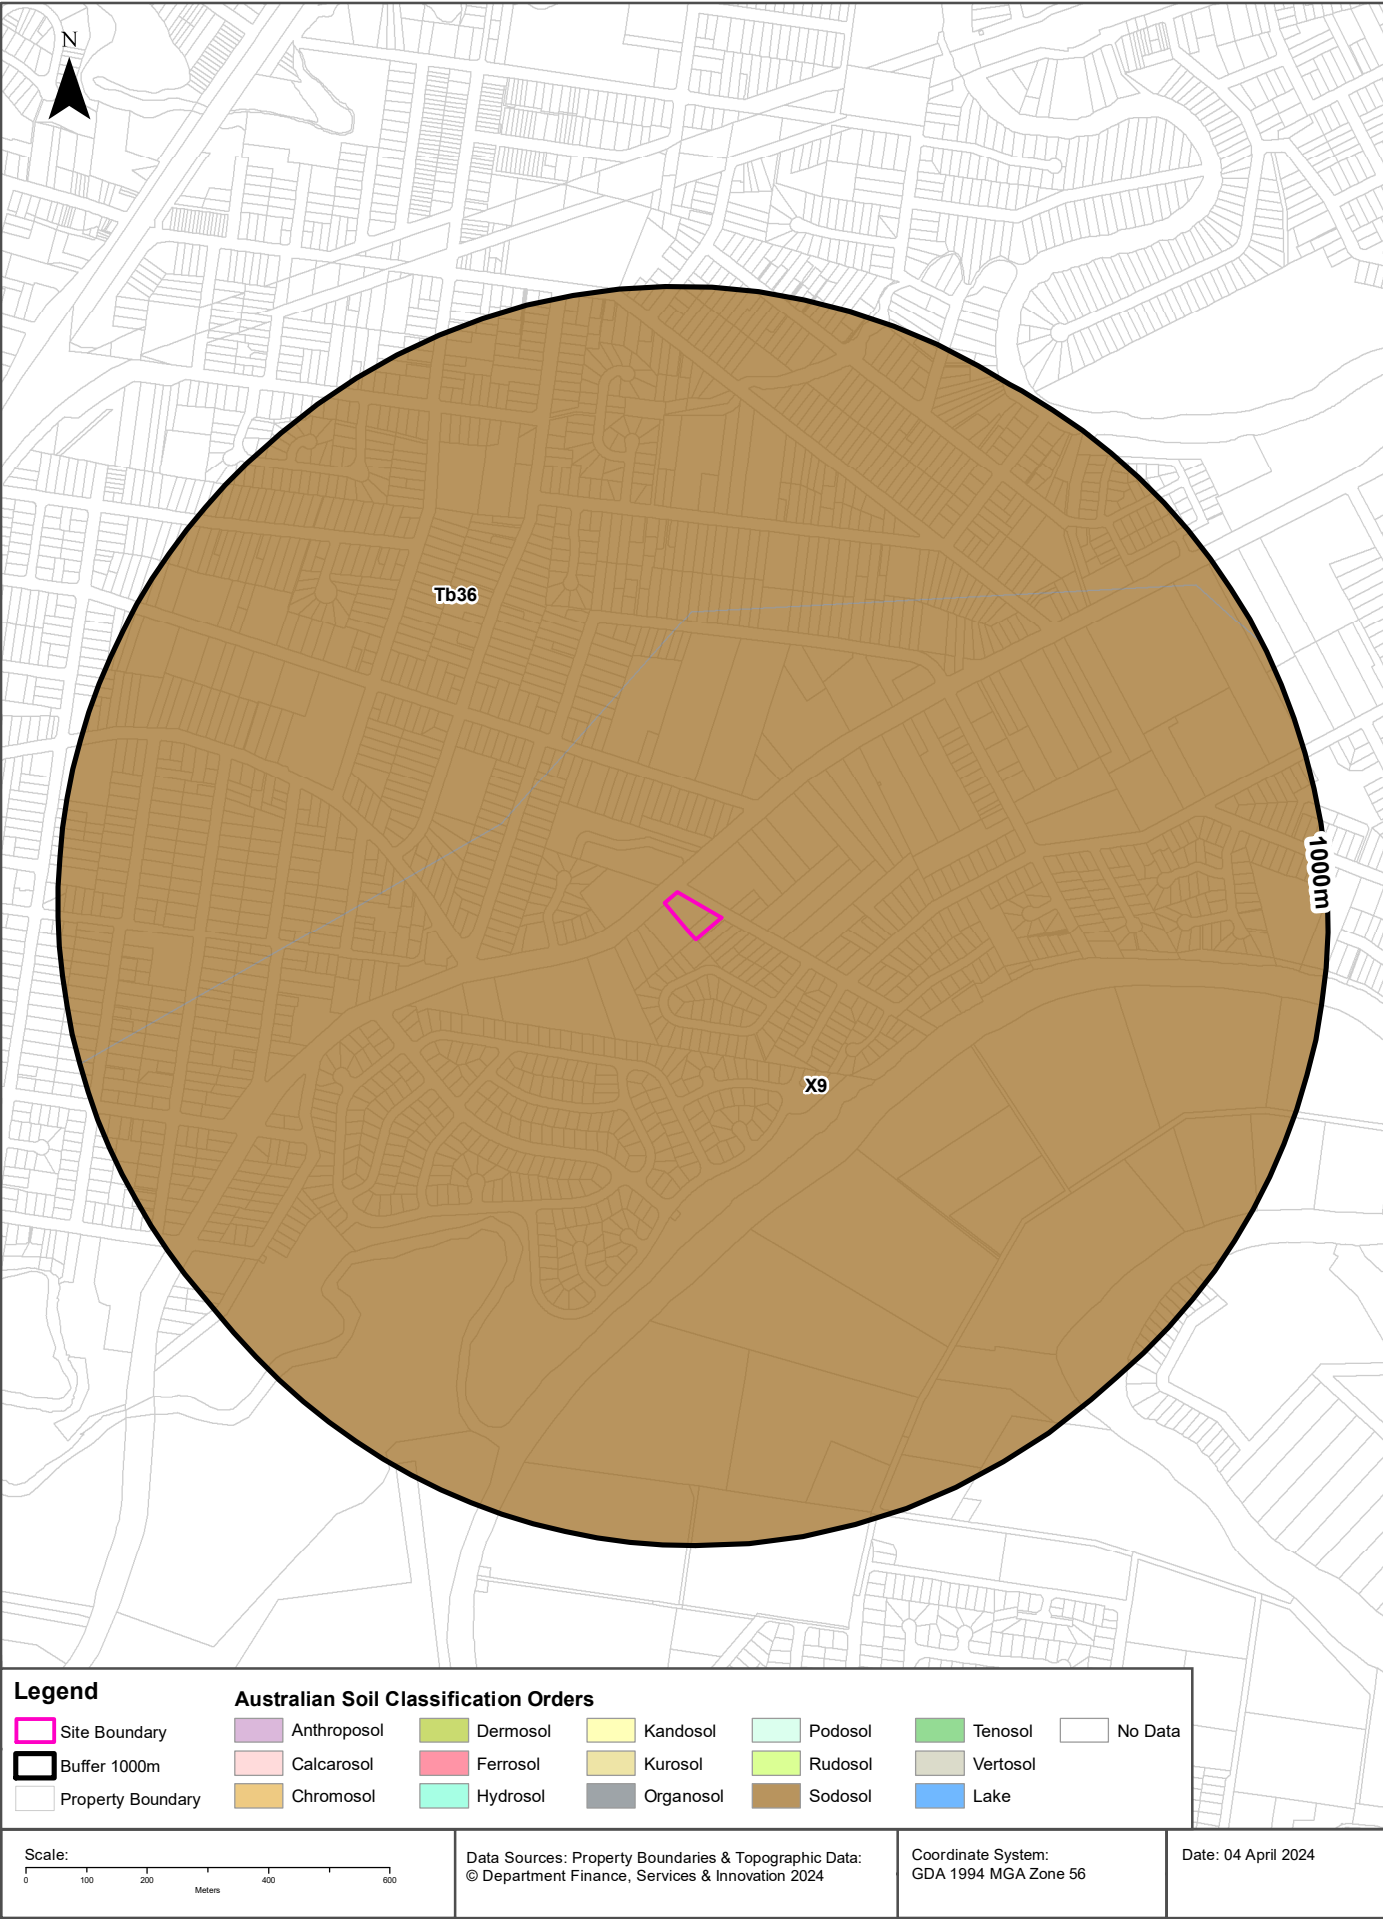 N
Tb36
1000m
X9
Legend
Site Boundary
Buffer 1000m
Property Boundary
Australian Soil Classification Orders
Anthroposol
Calcarosol
Chromosol
Dermosol
Ferrosol
Hydrosol
Kandosol
Kurosol
Organosol
Podosol
Rudosol
Sodosol
Tenosol
Vertosol
Lake
No Data
Scale:
0 100 200 400 600
Meters
Data Sources: Property Boundaries & Topographic Data:
© Department Finance, Services & Innovation 2024
Coordinate System:
GDA 1994 MGA Zone 56
Date: 04 April 2024